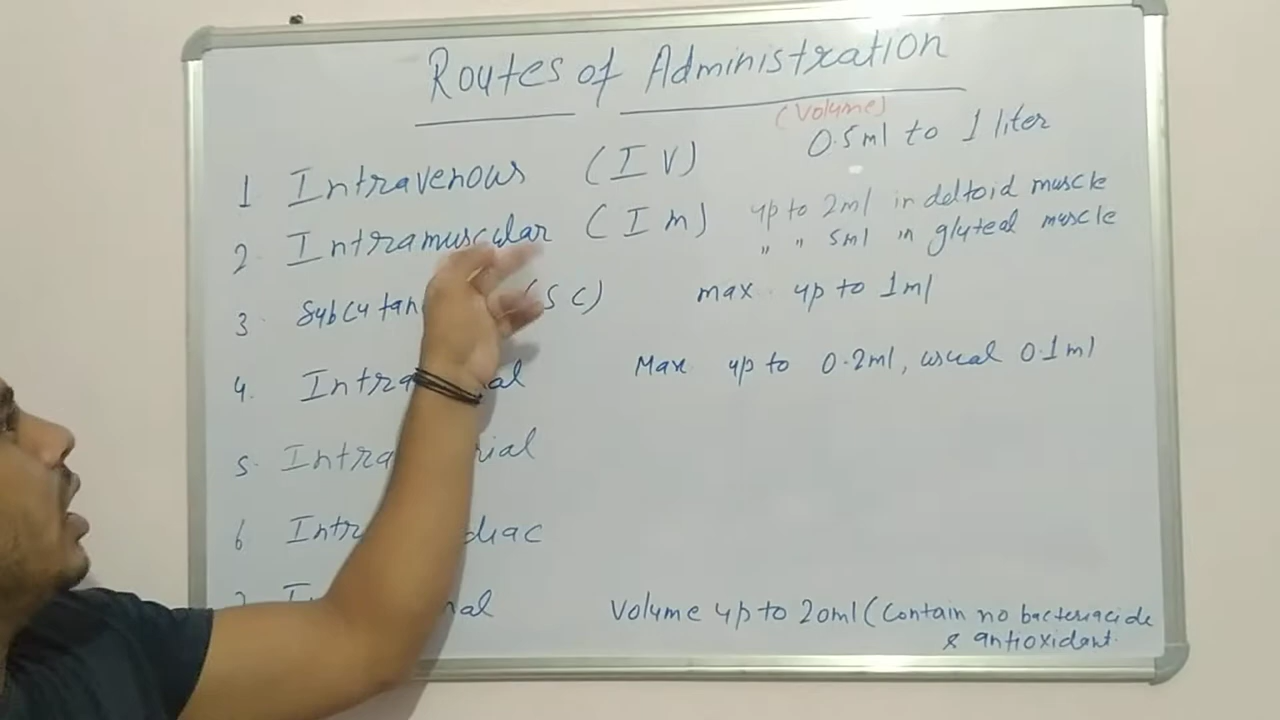 Routes of Administration
(Volume)
1 Intravenous (IV) 0.5ml to 1 liter
2. Intramuscular (Im) up to 2ml in deltoid muscle
" " 5ml in gluteal muscle
3. Subcutan (SC) max up to 1ml
4. Intra al Max up to 0.2ml, usual 0.1ml
5. Intra rial
6 Intr diac
nal Volume up to 20ml (Contain no bacteriacide
& antioxidant.